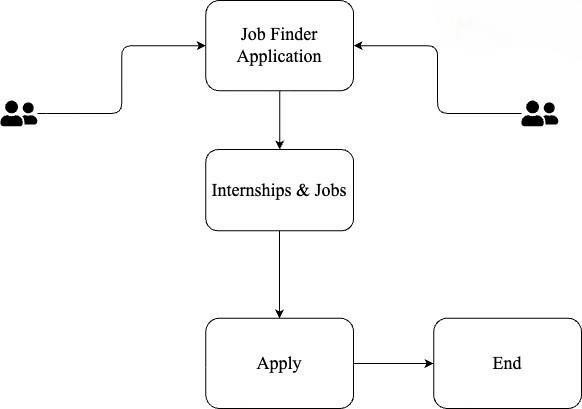 Job Finder
Application
Internships & Jobs
Apply
End